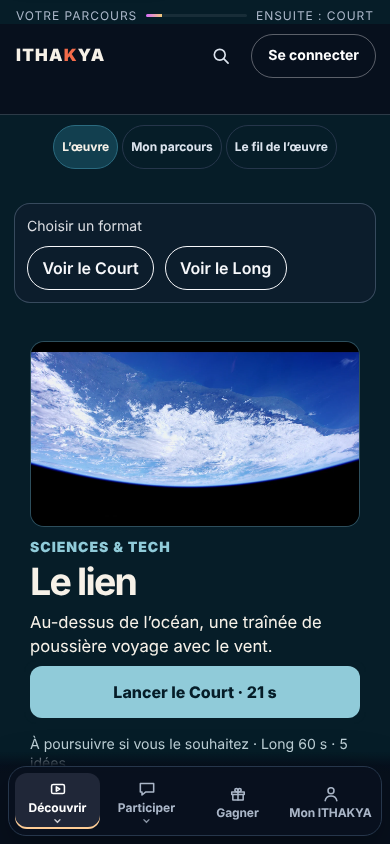 VOTRE PARCOURS ENSUITE : COURT
ITHAKYA Se connecter
L’œuvre Mon parcours Le fil de l’œuvre
Choisir un format
Voir le Court Voir le Long
SCIENCES & TECH
Le lien
Au-dessus de l’océan, une traînée de
poussière voyage avec le vent.
Lancer le Court · 21 s
À poursuivre si vous le souhaitez · Long 60 s · 5
idées
Découvrir Participer Gagner Mon ITHAKYA